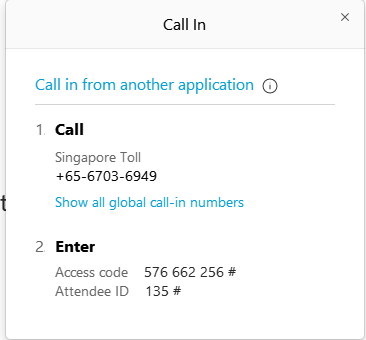 Call In
Call in from another application
1. Call
Singapore Toll
+65-6703-6949
Show all global call-in numbers
t
2. Enter
Access code 576 662 256 #
Attendee ID 135 #